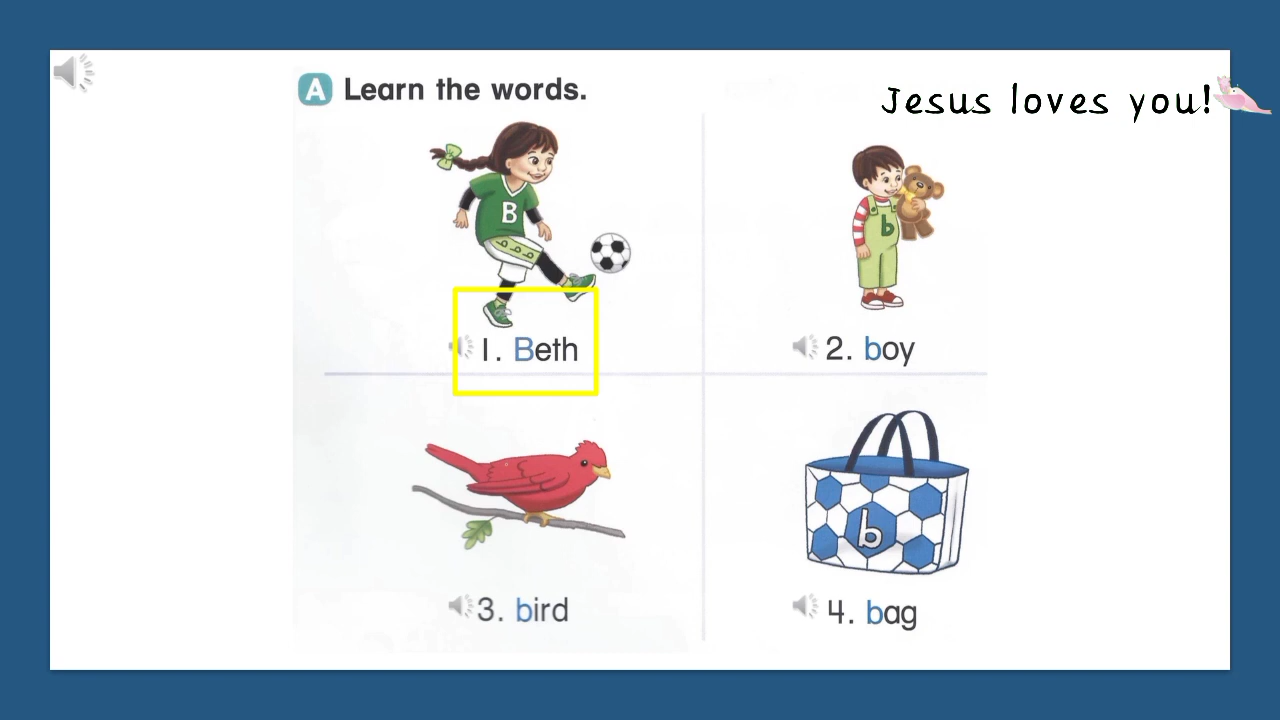 A Learn the words.
Jesus loves you!
B
b b b
b
1. Beth
2. boy
b
3. bird
4. bag